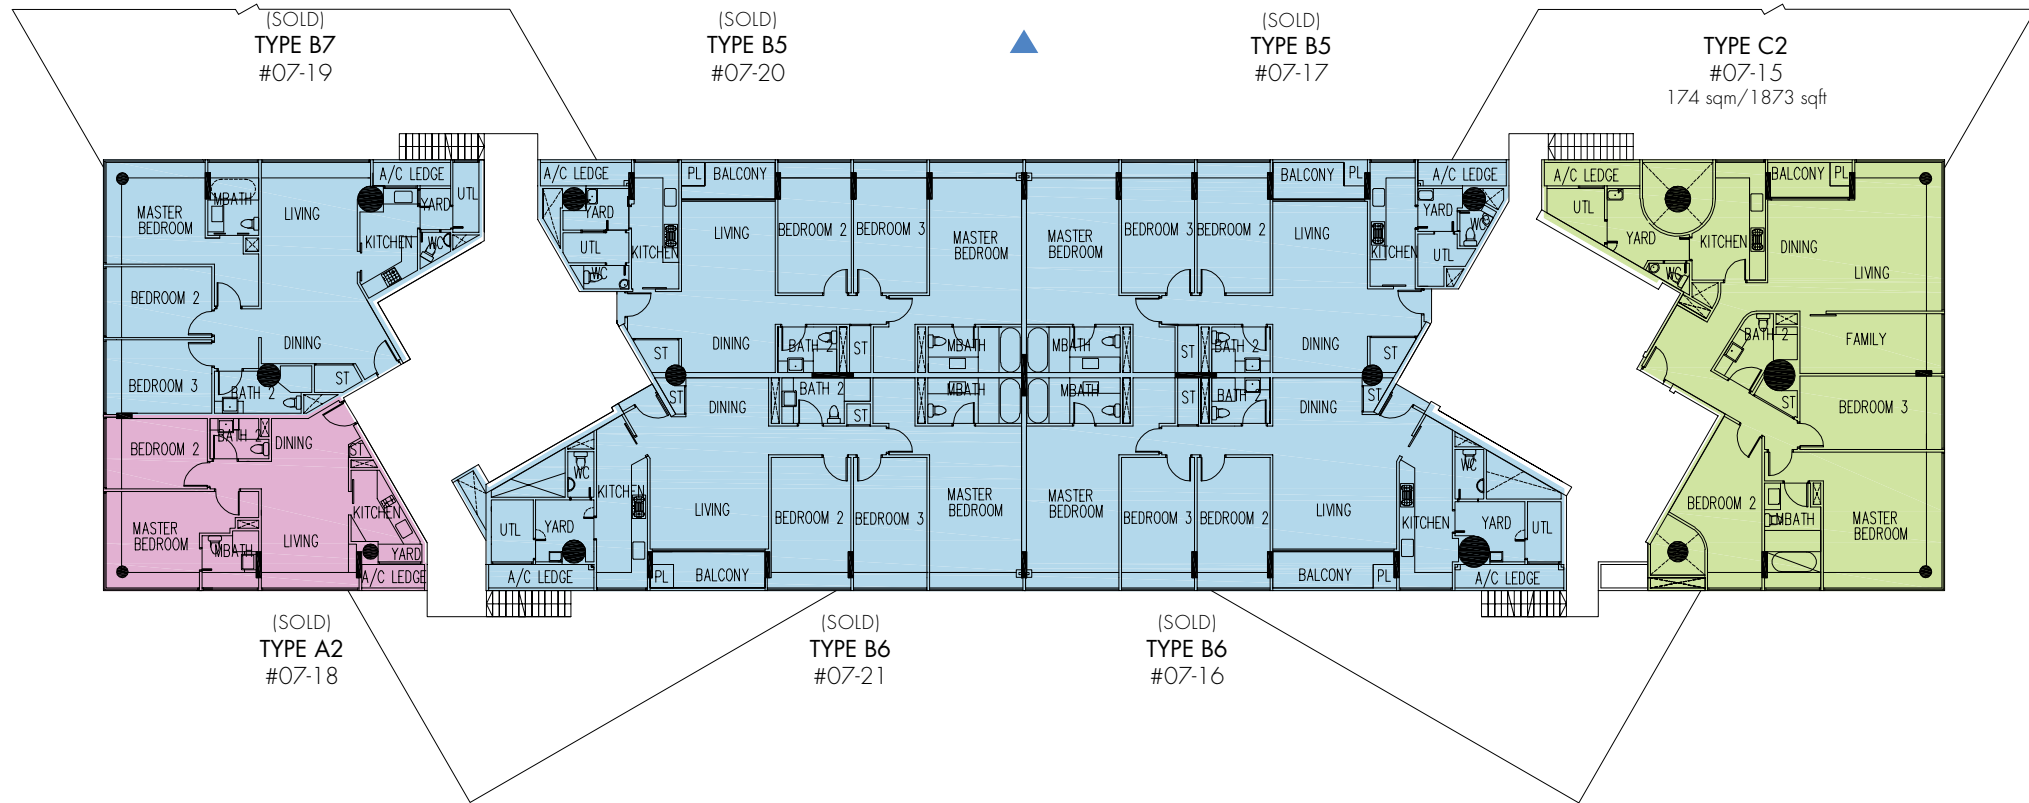 (SOLD)
TYPE B7
#07-19
(SOLD)
TYPE B5
#07-20
(SOLD)
TYPE B5
#07-17
TYPE C2
#07-15
174 sqm/1873 sqft
MASTER
BEDROOM
MBATH
LIVING
A/C LEDGE
YARD
UTL
KITCHEN
WC
BEDROOM 2
DINING
BEDROOM 3
BATH 2
ST
A/C LEDGE
YARD
UTL
WC
KITCHEN
PL
BALCONY
LIVING
BEDROOM 2
BEDROOM 3
MASTER
BEDROOM
DINING
ST
BATH 2
ST
MBATH
MASTER
BEDROOM
BEDROOM 3
BEDROOM 2
BALCONY
PL
LIVING
KITCHEN
A/C LEDGE
YARD
WC
UTL
MBATH
ST
BATH 2
DINING
ST
A/C LEDGE
UTL
YARD
WC
KITCHEN
BALCONY
PL
DINING
LIVING
BATH 2
FAMILY
ST
BEDROOM 3
BEDROOM 2
MBATH
MASTER
BEDROOM
BEDROOM 2
BATH 2
DINING
ST
KITCHEN
MASTER
BEDROOM
MBATH
LIVING
YARD
A/C LEDGE
ST
DINING
BATH 2
ST
MBATH
WC
KITCHEN
UTL
YARD
LIVING
BEDROOM 2
BEDROOM 3
MASTER
BEDROOM
A/C LEDGE
PL
BALCONY
MBATH
ST
BATH 2
DINING
ST
MASTER
BEDROOM
BEDROOM 3
BEDROOM 2
LIVING
KITCHEN
WC
YARD
UTL
BALCONY
PL
A/C LEDGE
(SOLD)
TYPE A2
#07-18
(SOLD)
TYPE B6
#07-21
(SOLD)
TYPE B6
#07-16